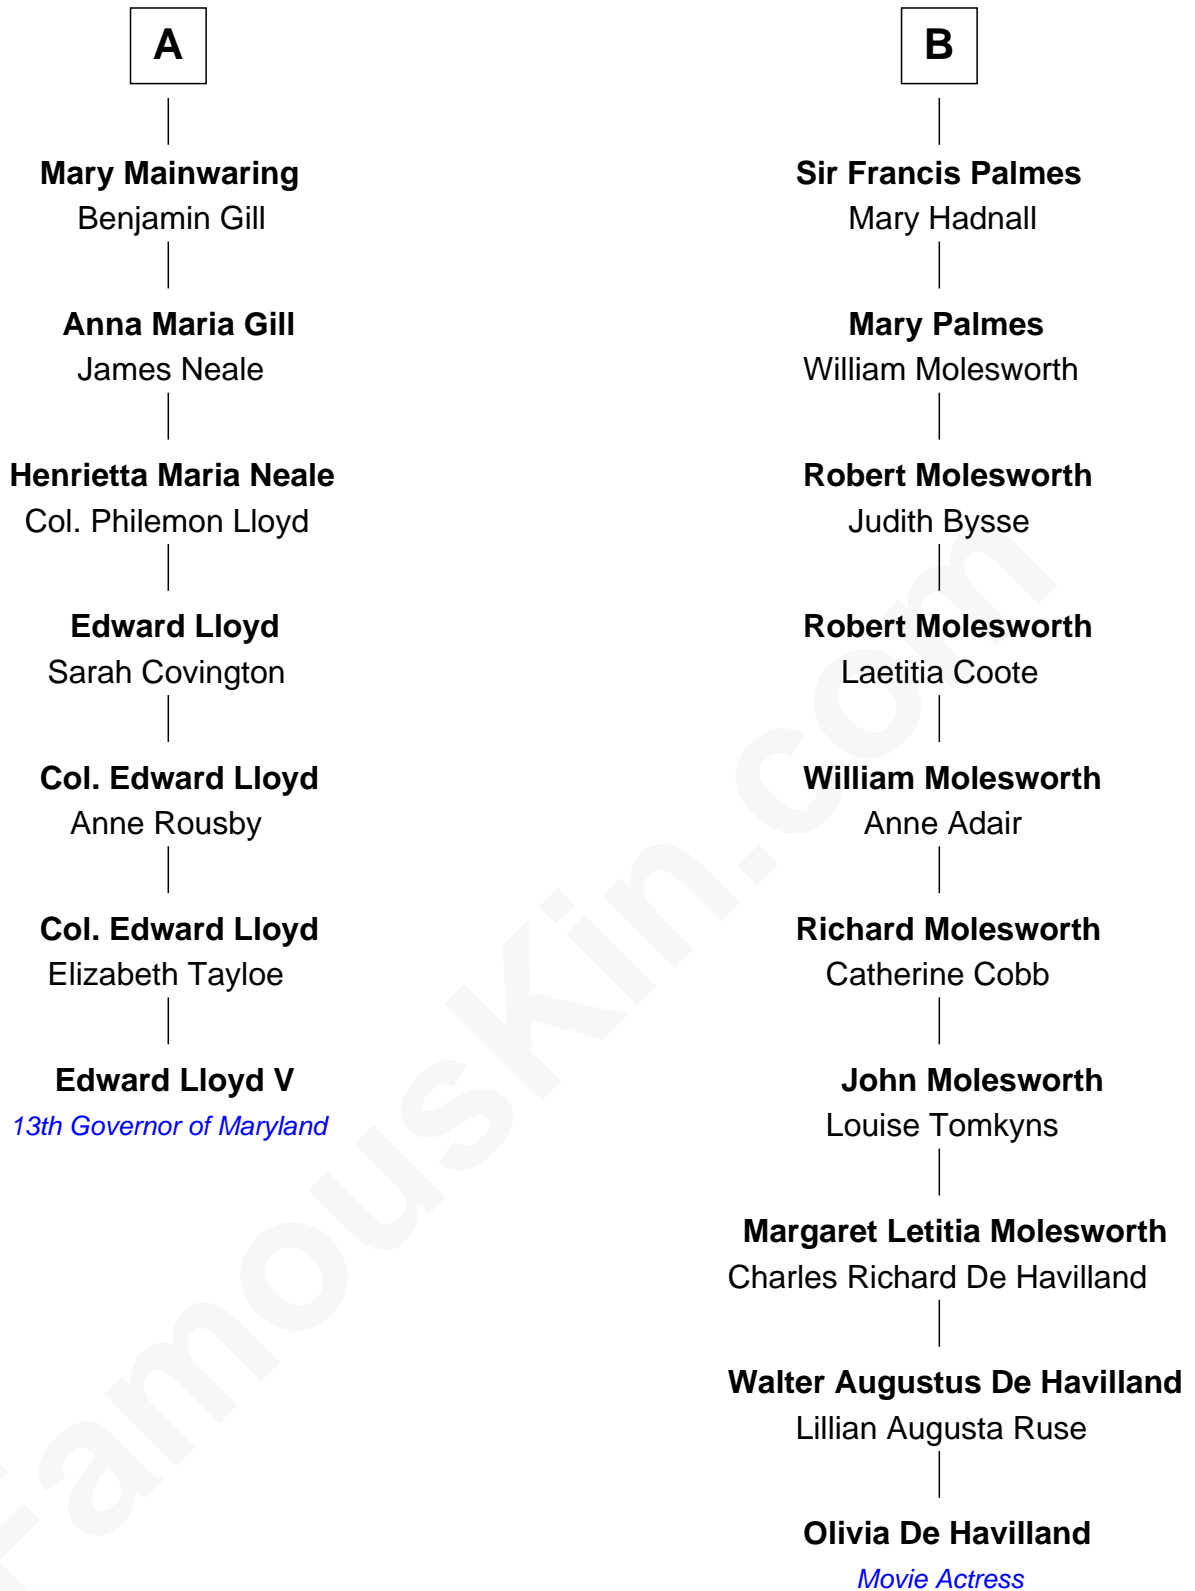 A
Mary Mainwaring
Benjamin Gill
Anna Maria Gill
James Neale
Henrietta Maria Neale
Col. Philemon Lloyd
Edward Lloyd
Sarah Covington
Col. Edward Lloyd
Anne Rousby
Col. Edward Lloyd
Elizabeth Tayloe
Edward Lloyd V
13th Governor of Maryland
B
Sir Francis Palmes
Mary Hadnall
Mary Palmes
William Molesworth
Robert Molesworth
Judith Bysse
Robert Molesworth
Laetitia Coote
William Molesworth
Anne Adair
Richard Molesworth
Catherine Cobb
John Molesworth
Louise Tomkyns
Margaret Letitia Molesworth
Charles Richard De Havilland
Walter Augustus De Havilland
Lillian Augusta Ruse
Olivia De Havilland
Movie Actress
FamousKin.com